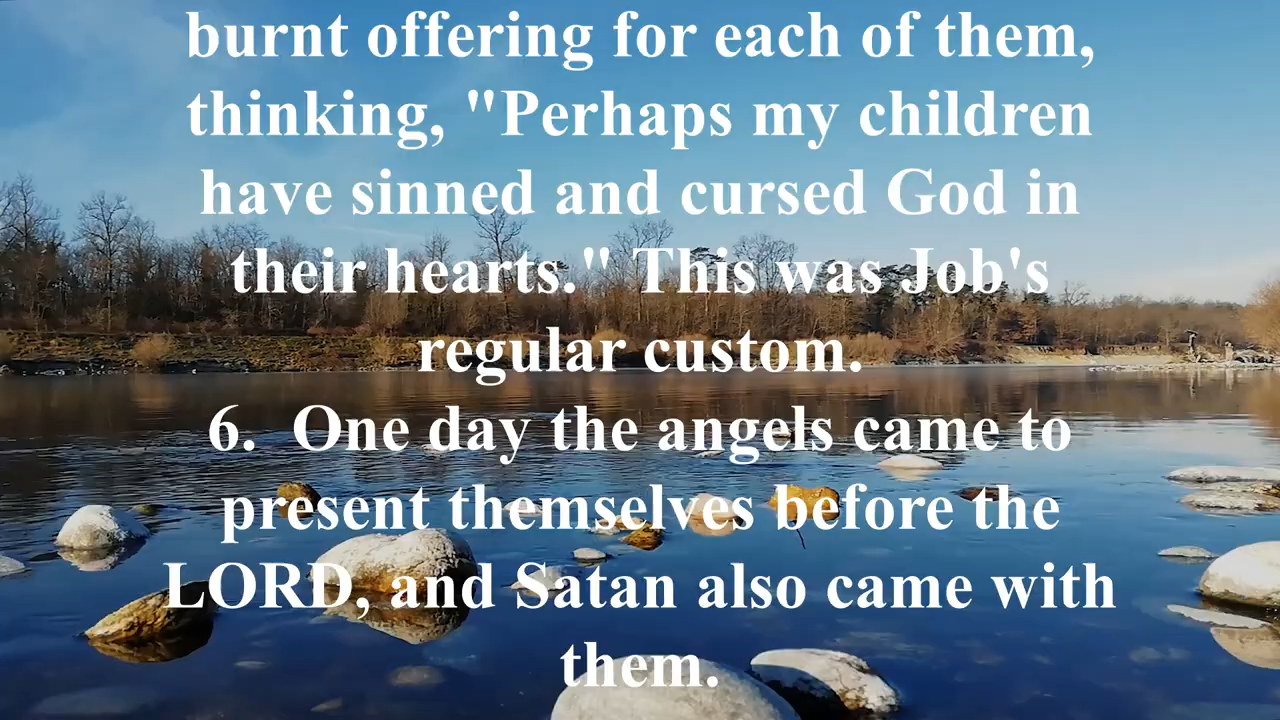 burnt offering for each of them,
thinking, "Perhaps my children
have sinned and cursed God in
their hearts." This was Job's
regular custom.
6.  One day the angels came to
present themselves before the
LORD, and Satan also came with
them.